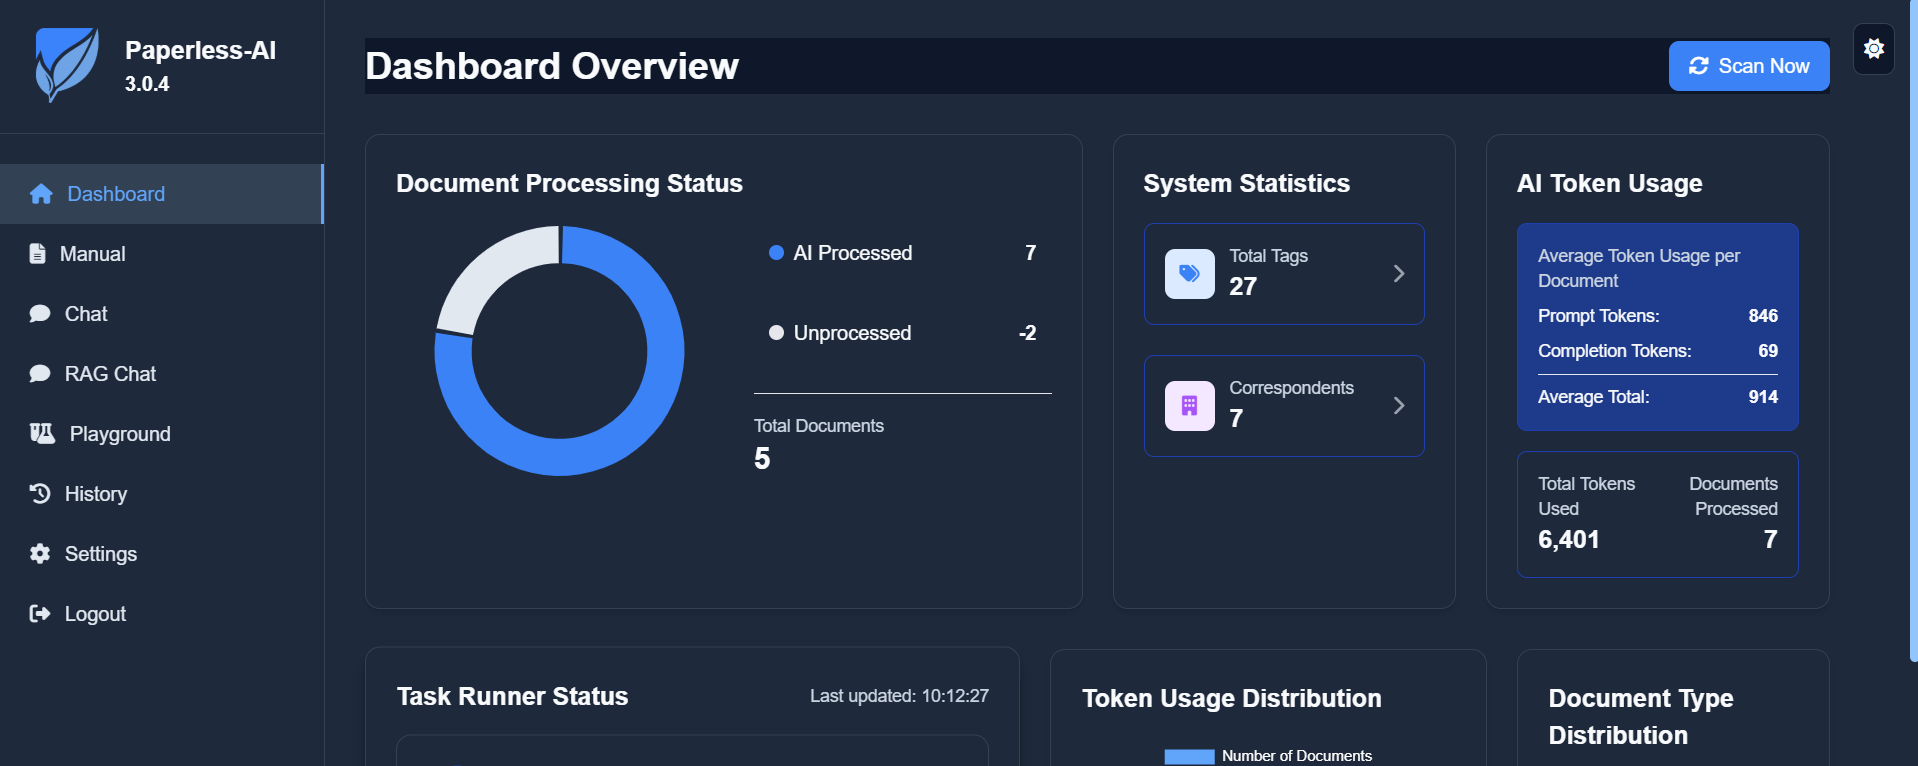 Paperless-AI
3.0.4
Dashboard
Manual
Chat
RAG Chat
Playground
History
Settings
Logout
Dashboard Overview
Scan Now
Document Processing Status
AI Processed 7
Unprocessed -2
Total Documents
5
System Statistics
Total Tags
27
Correspondents
7
AI Token Usage
Average Token Usage per
Document
Prompt Tokens: 846
Completion Tokens: 69
Average Total: 914
Total Tokens
Used
6,401
Documents
Processed
7
Task Runner Status
Last updated: 10:12:27
Token Usage Distribution
Number of Documents
Document Type
Distribution